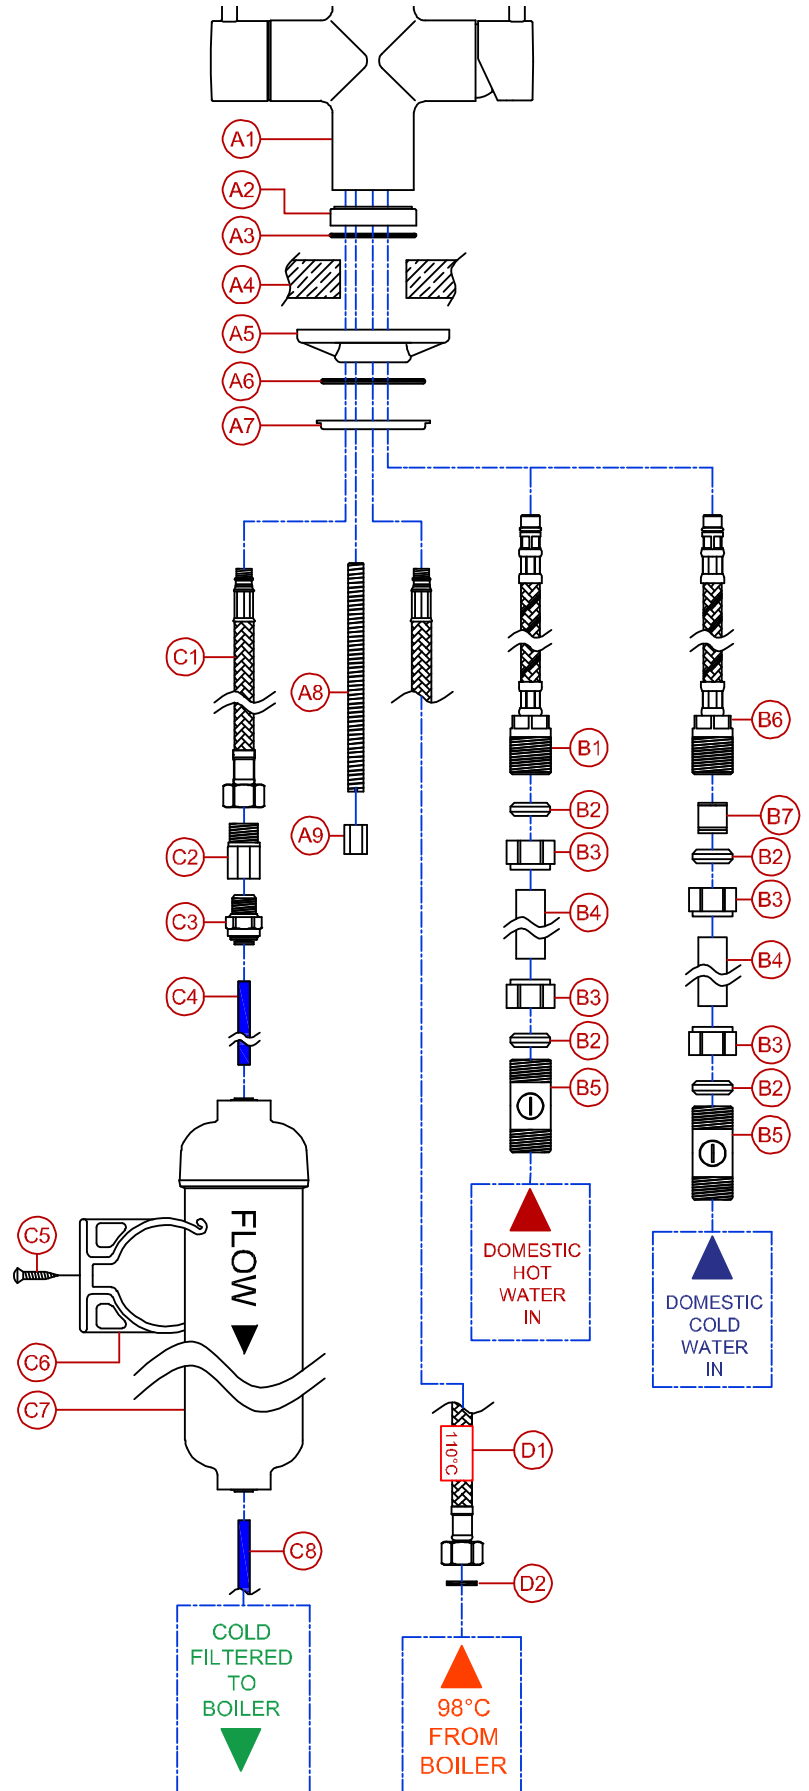 A1
A2
A3
A4
A5
A6
A7
C1
A8
B1
B6
B2
B7
A9
C2
B3
B2
C3
B4
B3
C4
B3
B4
B2
B3
B5
B2
B5
C5
FLOW
DOMESTIC
HOT
WATER
IN
DOMESTIC
COLD
WATER
IN
C6
C7
110°C
D1
C8
D2
COLD
FILTERED
TO
BOILER
98°C
FROM
BOILER